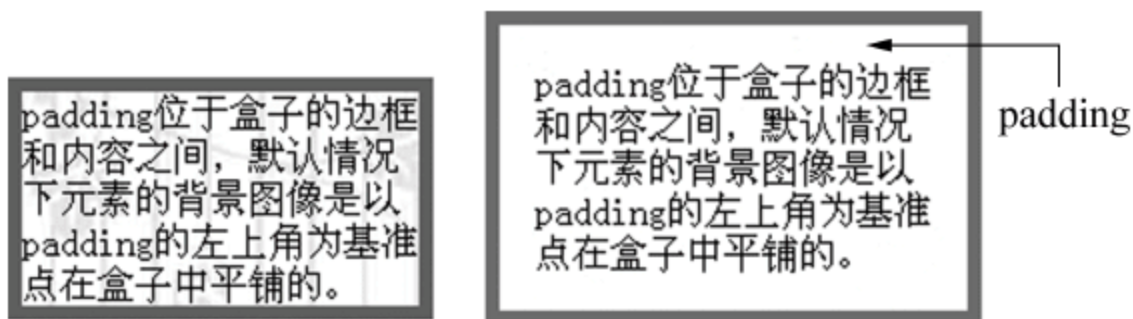 padding位于盒子的边框
和内容之间，默认情况
下元素的背景图像是以
padding的左上角为基准
点在盒子中平铺的。
padding位于盒子的边框
和内容之间，默认情况
下元素的背景图像是以
padding的左上角为基准
点在盒子中平铺的。
padding